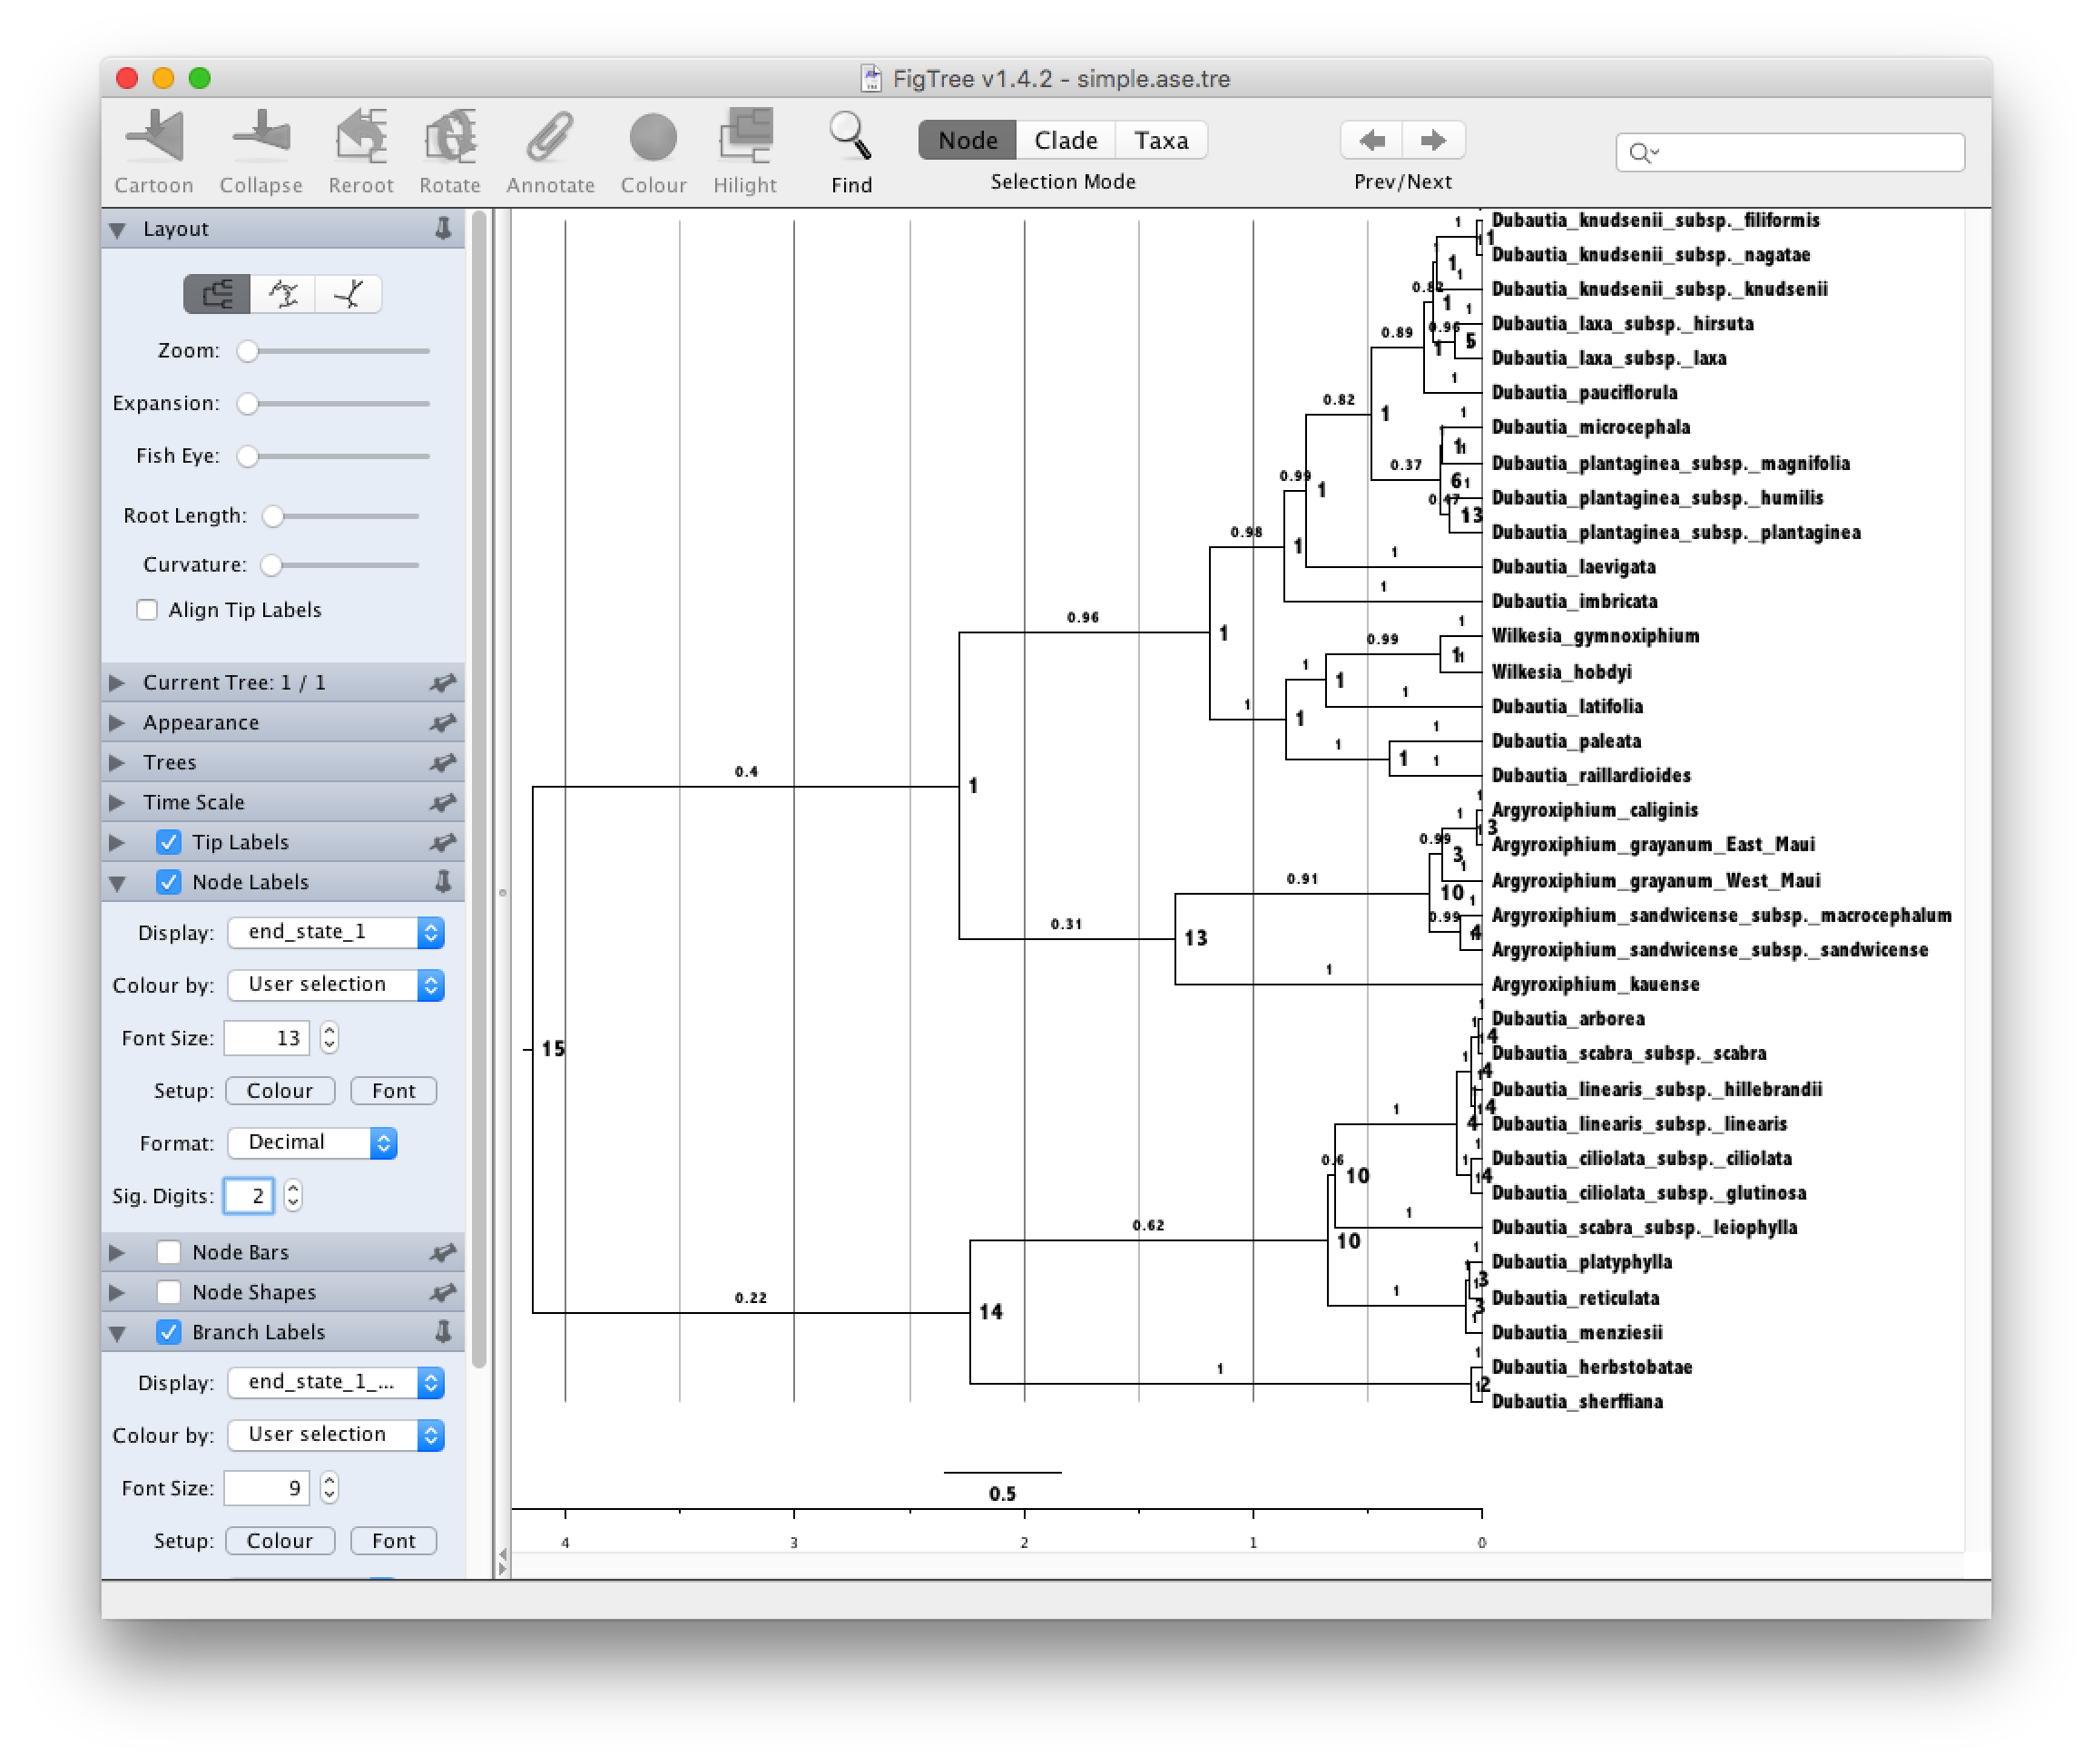 FigTree v1.4.2 - simple.ase.tre
Cartoon Collapse Reroot Rotate Annotate Colour Hilight Find
Node Clade Taxa
Selection Mode
Prev/Next
Layout
Zoom:
Expansion:
Fish Eye:
Root Length:
Curvature:
Align Tip Labels
Current Tree: 1 / 1
Appearance
Trees
Time Scale
Tip Labels
Node Labels
Display: end_state_1
Colour by: User selection
Font Size: 13
Setup: Colour Font
Format: Decimal
Sig. Digits: 2
Node Bars
Node Shapes
Branch Labels
Display: end_state_1_...
Colour by: User selection
Font Size: 9
Setup: Colour Font
Dubautia_knudsenii_subsp._filiformis
Dubautia_knudsenii_subsp._nagatae
Dubautia_knudsenii_subsp._knudsenii
Dubautia_laxa_subsp._hirsuta
Dubautia_laxa_subsp._laxa
Dubautia_pauciflorula
Dubautia_microcephala
Dubautia_plantaginea_subsp._magnifolia
Dubautia_plantaginea_subsp._humilis
Dubautia_plantaginea_subsp._plantaginea
Dubautia_laevigata
Dubautia_imbricata
Wilkesia_gymnoxiphium
Wilkesia_hobdyi
Dubautia_latifolia
Dubautia_paleata
Dubautia_raillardioides
Argyroxiphium_caliginis
Argyroxiphium_grayanum_East_Maui
Argyroxiphium_grayanum_West_Maui
Argyroxiphium_sandwicense_subsp._macrocephalum
Argyroxiphium_sandwicense_subsp._sandwicense
Argyroxiphium_kauense
Dubautia_arborea
Dubautia_scabra_subsp._scabra
Dubautia_linearis_subsp._hillebrandii
Dubautia_linearis_subsp._linearis
Dubautia_ciliolata_subsp._ciliolata
Dubautia_ciliolata_subsp._glutinosa
Dubautia_scabra_subsp._leiophylla
Dubautia_platyphylla
Dubautia_reticulata
Dubautia_menziesii
Dubautia_herbstobatae
Dubautia_sherffiana
0.89
0.82
0.37
0.99
0.98
0.96
0.99
0.4
1
0.99
0.91
10
0.99
0.31
13
15
0.6
10
0.62
10
0.22
14
0.5
4 3 2 1 0